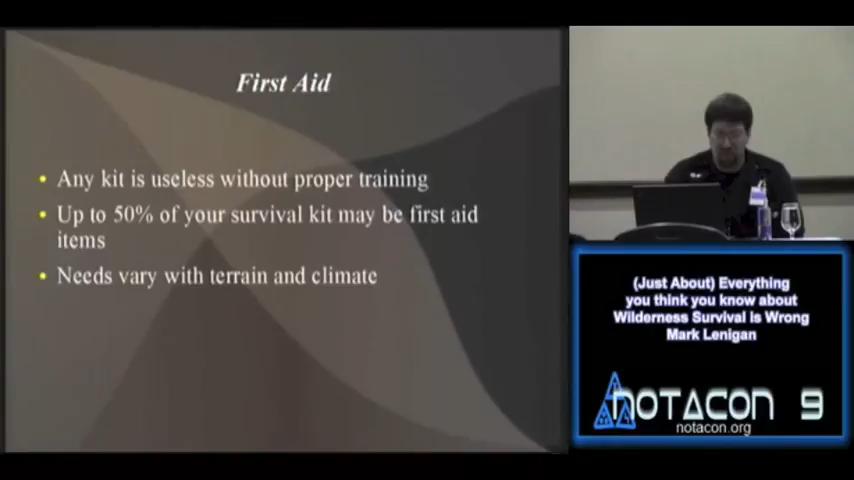 First Aid
Any kit is useless without proper training
Up to 50% of your survival kit may be first aid
items
Needs vary with terrain and climate
(Just About) Everything
you think you know about
Wilderness Survival is Wrong
Mark Lenigan
NOTACON 9
notacon.org